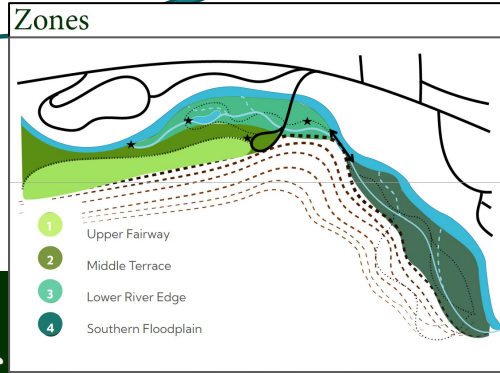 Zones
1 Upper Fairway
2 Middle Terrace
3 Lower River Edge
4 Southern Floodplain